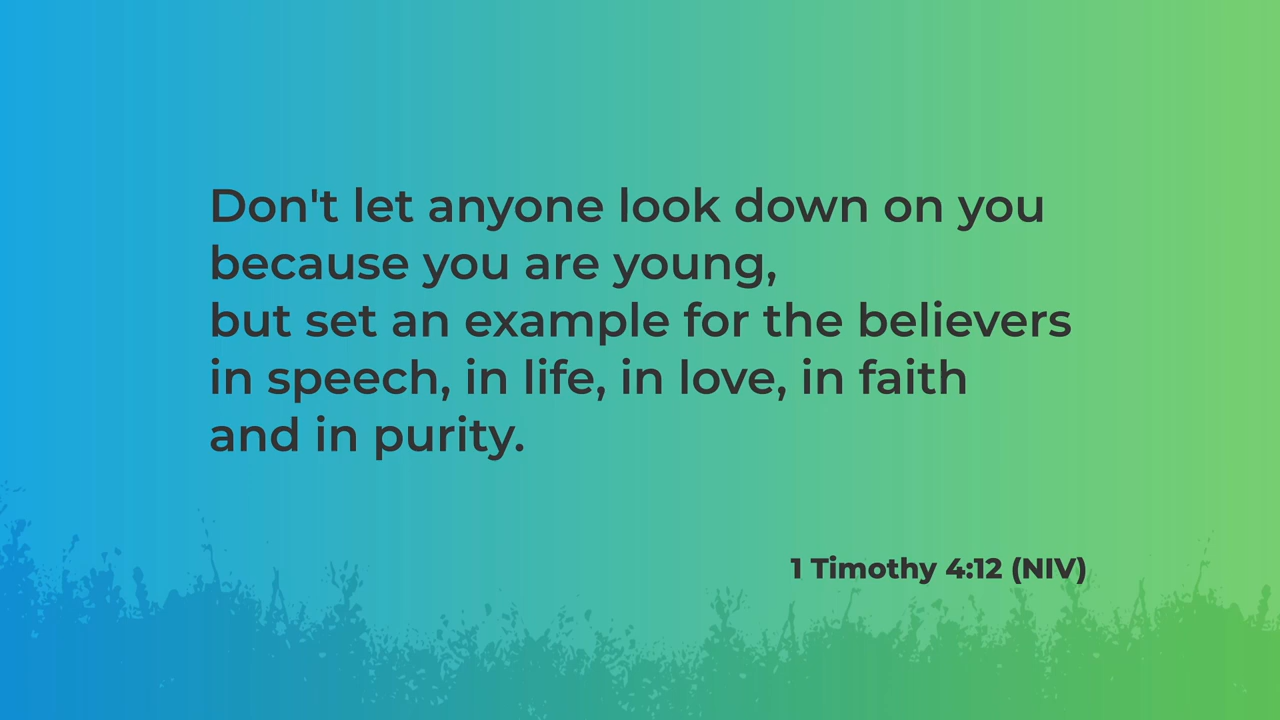 Don't let anyone look down on you
because you are young,
but set an example for the believers
in speech, in life, in love, in faith
and in purity.
1 Timothy 4:12 (NIV)